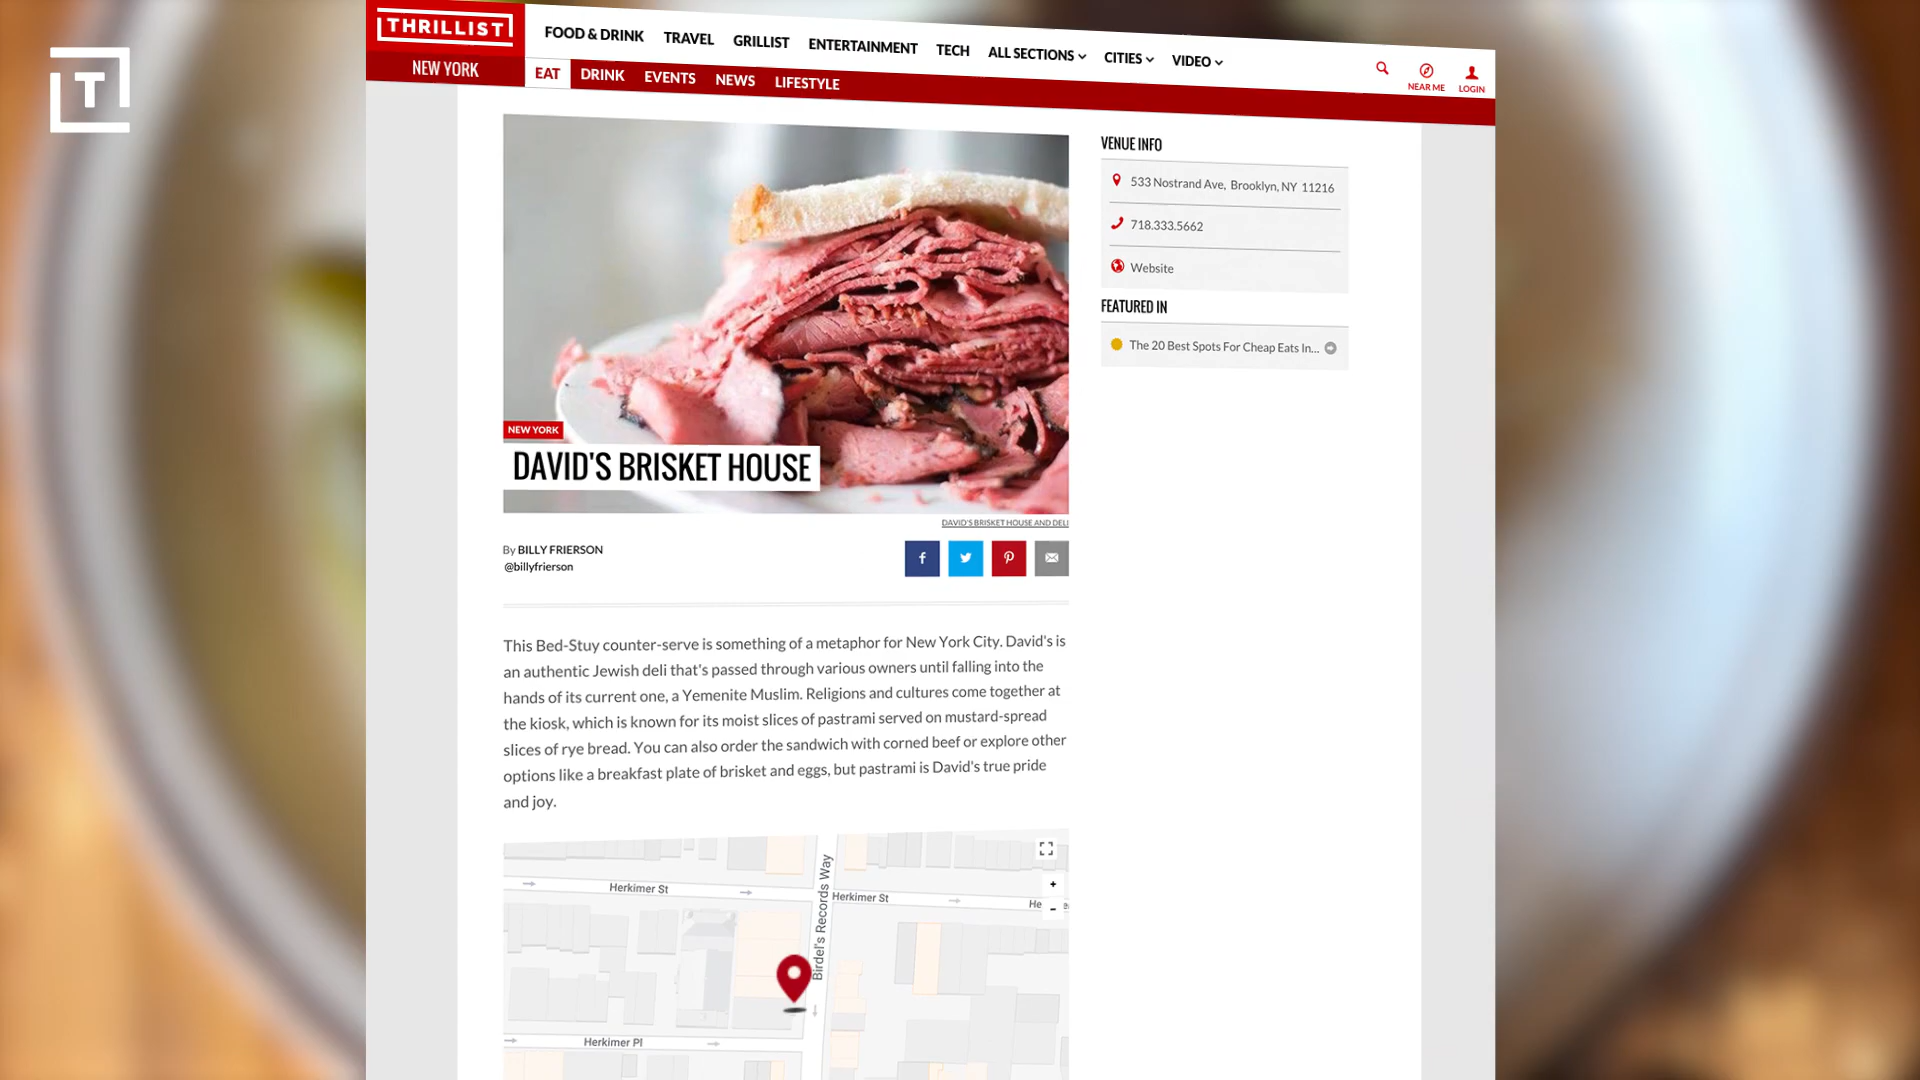 T
THRILLIST
FOOD & DRINK TRAVEL GRILLIST ENTERTAINMENT TECH ALL SECTIONS CITIES VIDEO
NEAR ME LOGIN
NEW YORK
EAT DRINK EVENTS NEWS LIFESTYLE
NEW YORK
DAVID'S BRISKET HOUSE
DAVID'S BRISKET HOUSE AND DELI
By BILLY FRIERSON
@billyfrierson
This Bed-Stuy counter-serve is something of a metaphor for New York City. David's is
an authentic Jewish deli that's passed through various owners until falling into the
hands of its current one, a Yemenite Muslim. Religions and cultures come together at
the kiosk, which is known for its moist slices of pastrami served on mustard-spread
slices of rye bread. You can also order the sandwich with corned beef or explore other
options like a breakfast plate of brisket and eggs, but pastrami is David's true pride
and joy.
VENUE INFO
533 Nostrand Ave, Brooklyn, NY 11216
718.333.5662
Website
FEATURED IN
The 20 Best Spots For Cheap Eats In...
Herkimer St
Herkimer St
Birdel's Records Way
Herkimer Pl
+
-